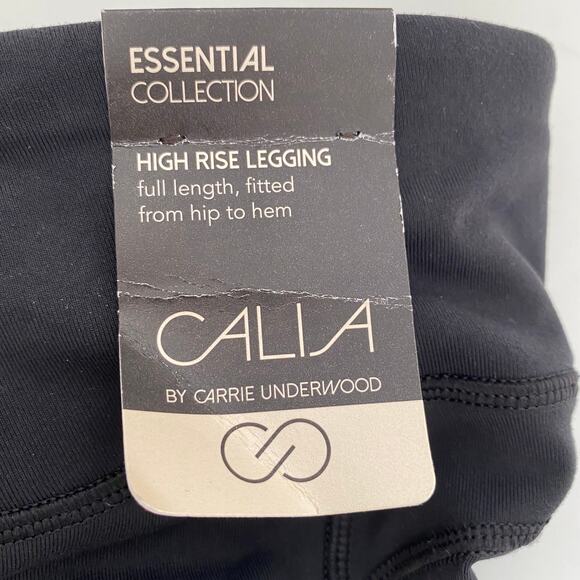 ESSENTIAL
COLLECTION
HIGH RISE LEGGING
full length, fitted
from hip to hem
CALIA
BY CARRIE UNDERWOOD